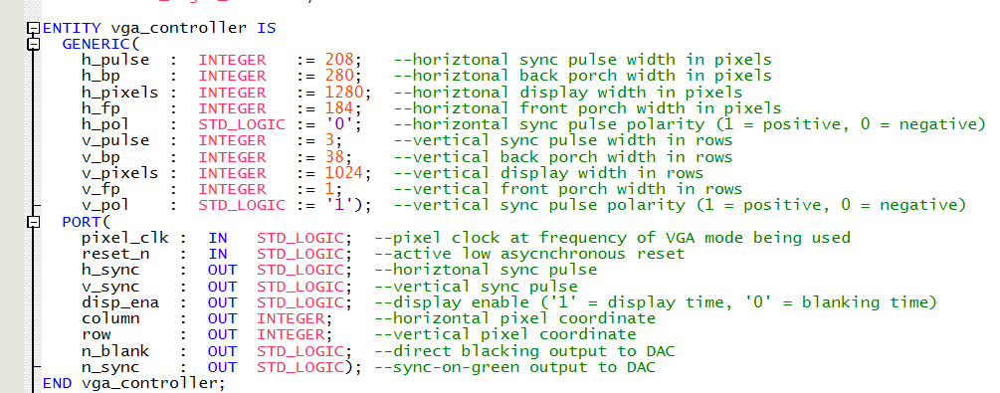 ENTITY vga_controller IS
GENERIC(
h_pulse : INTEGER := 208; --horiztonal sync pulse width in pixels
h_bp : INTEGER := 280; --horiztonal back porch width in pixels
h_pixels : INTEGER := 1280; --horiztonal display width in pixels
h_fp : INTEGER := 184; --horiztonal front porch width in pixels
h_pol : STD_LOGIC := '0'; --horizontal sync pulse polarity (1 = positive, 0 = negative)
v_pulse : INTEGER := 3; --vertical sync pulse width in rows
v_bp : INTEGER := 38; --vertical back porch width in rows
v_pixels : INTEGER := 1024; --vertical display width in rows
v_fp : INTEGER := 1; --vertical front porch width in rows
v_pol : STD_LOGIC := '1'); --vertical sync pulse polarity (1 = positive, 0 = negative)
PORT(
pixel_clk : IN STD_LOGIC; --pixel clock at frequency of VGA mode being used
reset_n : IN STD_LOGIC; --active low asycnchronous reset
h_sync : OUT STD_LOGIC; --horiztonal sync pulse
v_sync : OUT STD_LOGIC; --vertical sync pulse
disp_ena : OUT STD_LOGIC; --display enable ('1' = display time, '0' = blanking time)
column : OUT INTEGER; --horizontal pixel coordinate
row : OUT INTEGER; --vertical pixel coordinate
n_blank : OUT STD_LOGIC; --direct blacking output to DAC
n_sync : OUT STD_LOGIC); --sync-on-green output to DAC
END vga_controller;